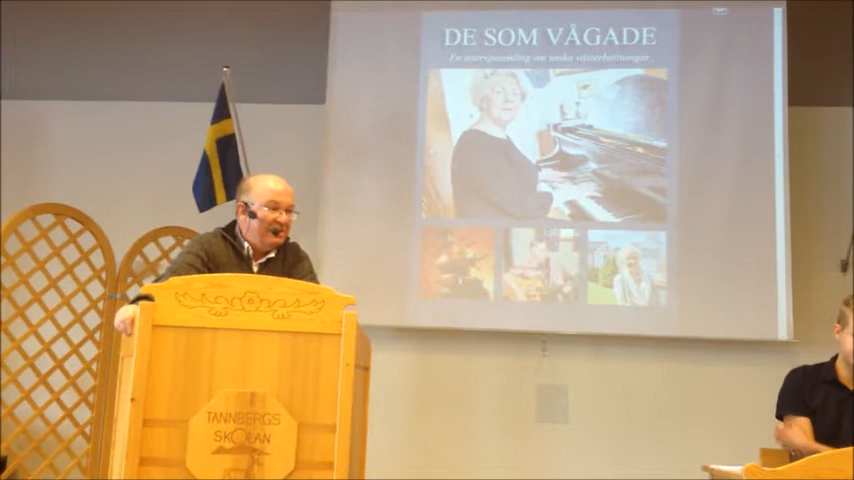 DE SOM VÅGADE
En intervjusamling om unika västerbottningar
TANNBERGS
SKOLAN